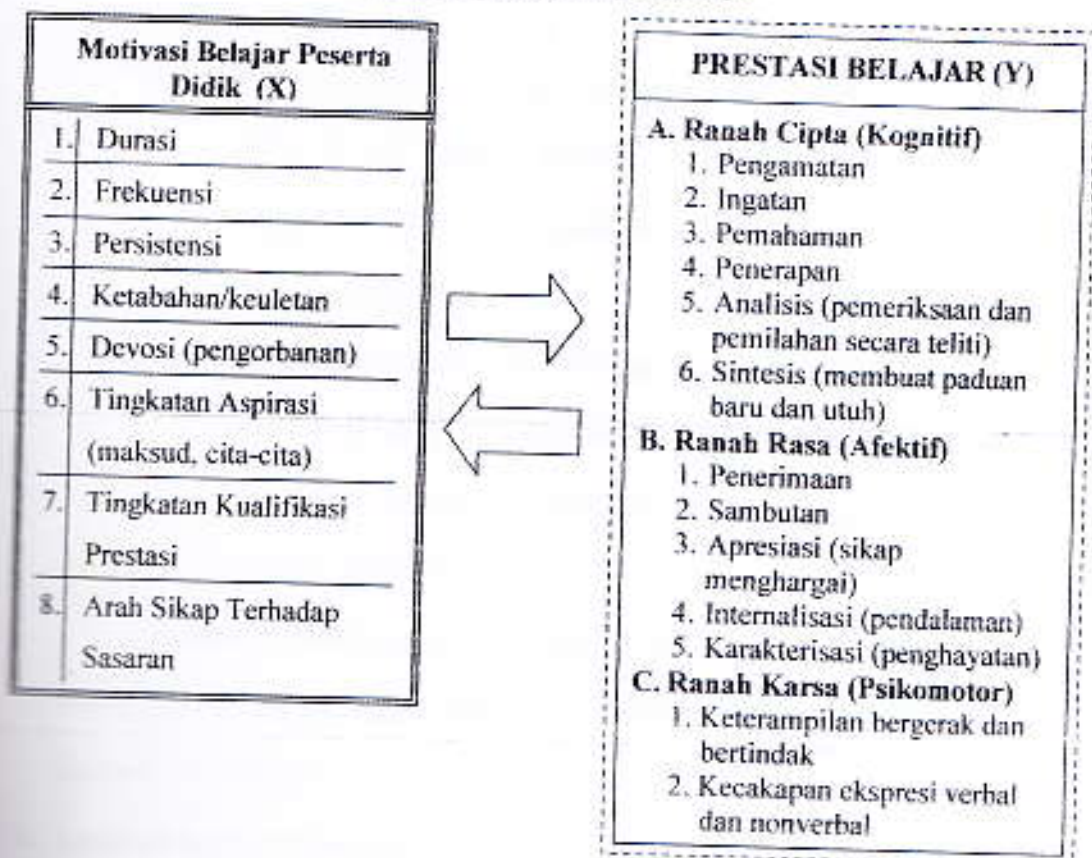 Motivasi Belajar Peserta
Didik (X)
1. Durasi
2. Frekuensi
3. Persistensi
4. Ketabahan/keuletan
5. Devosi (pengorbanan)
6. Tingkatan Aspirasi
(maksud, cita-cita)
7. Tingkatan Kualifikasi
Prestasi
8. Arah Sikap Terhadap
Sasaran
PRESTASI BELAJAR (Y)
A. Ranah Cipta (Kognitif)
1. Pengamatan
2. Ingatan
3. Pemahaman
4. Penerapan
5. Analisis (pemeriksaan dan
pemilahan secara teliti)
6. Sintesis (membuat paduan
baru dan utuh)
B. Ranah Rasa (Afektif)
1. Penerimaan
2. Sambutan
3. Apresiasi (sikap
menghargai)
4. Internalisasi (pendalaman)
5. Karakterisasi (penghayatan)
C. Ranah Karsa (Psikomotor)
1. Keterampilan bergerak dan
bertindak
2. Kecakapan ekspresi verbal
dan nonverbal